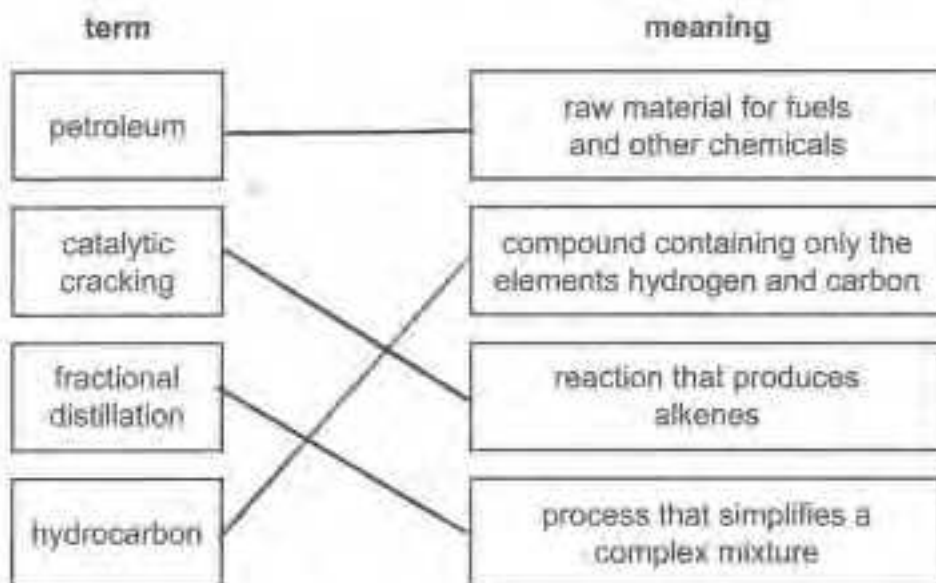 term
meaning
petroleum
raw material for fuels
and other chemicals
catalytic
cracking
compound containing only the
elements hydrogen and carbon
fractional
distillation
reaction that produces
alkenes
hydrocarbon
process that simplifies a
complex mixture